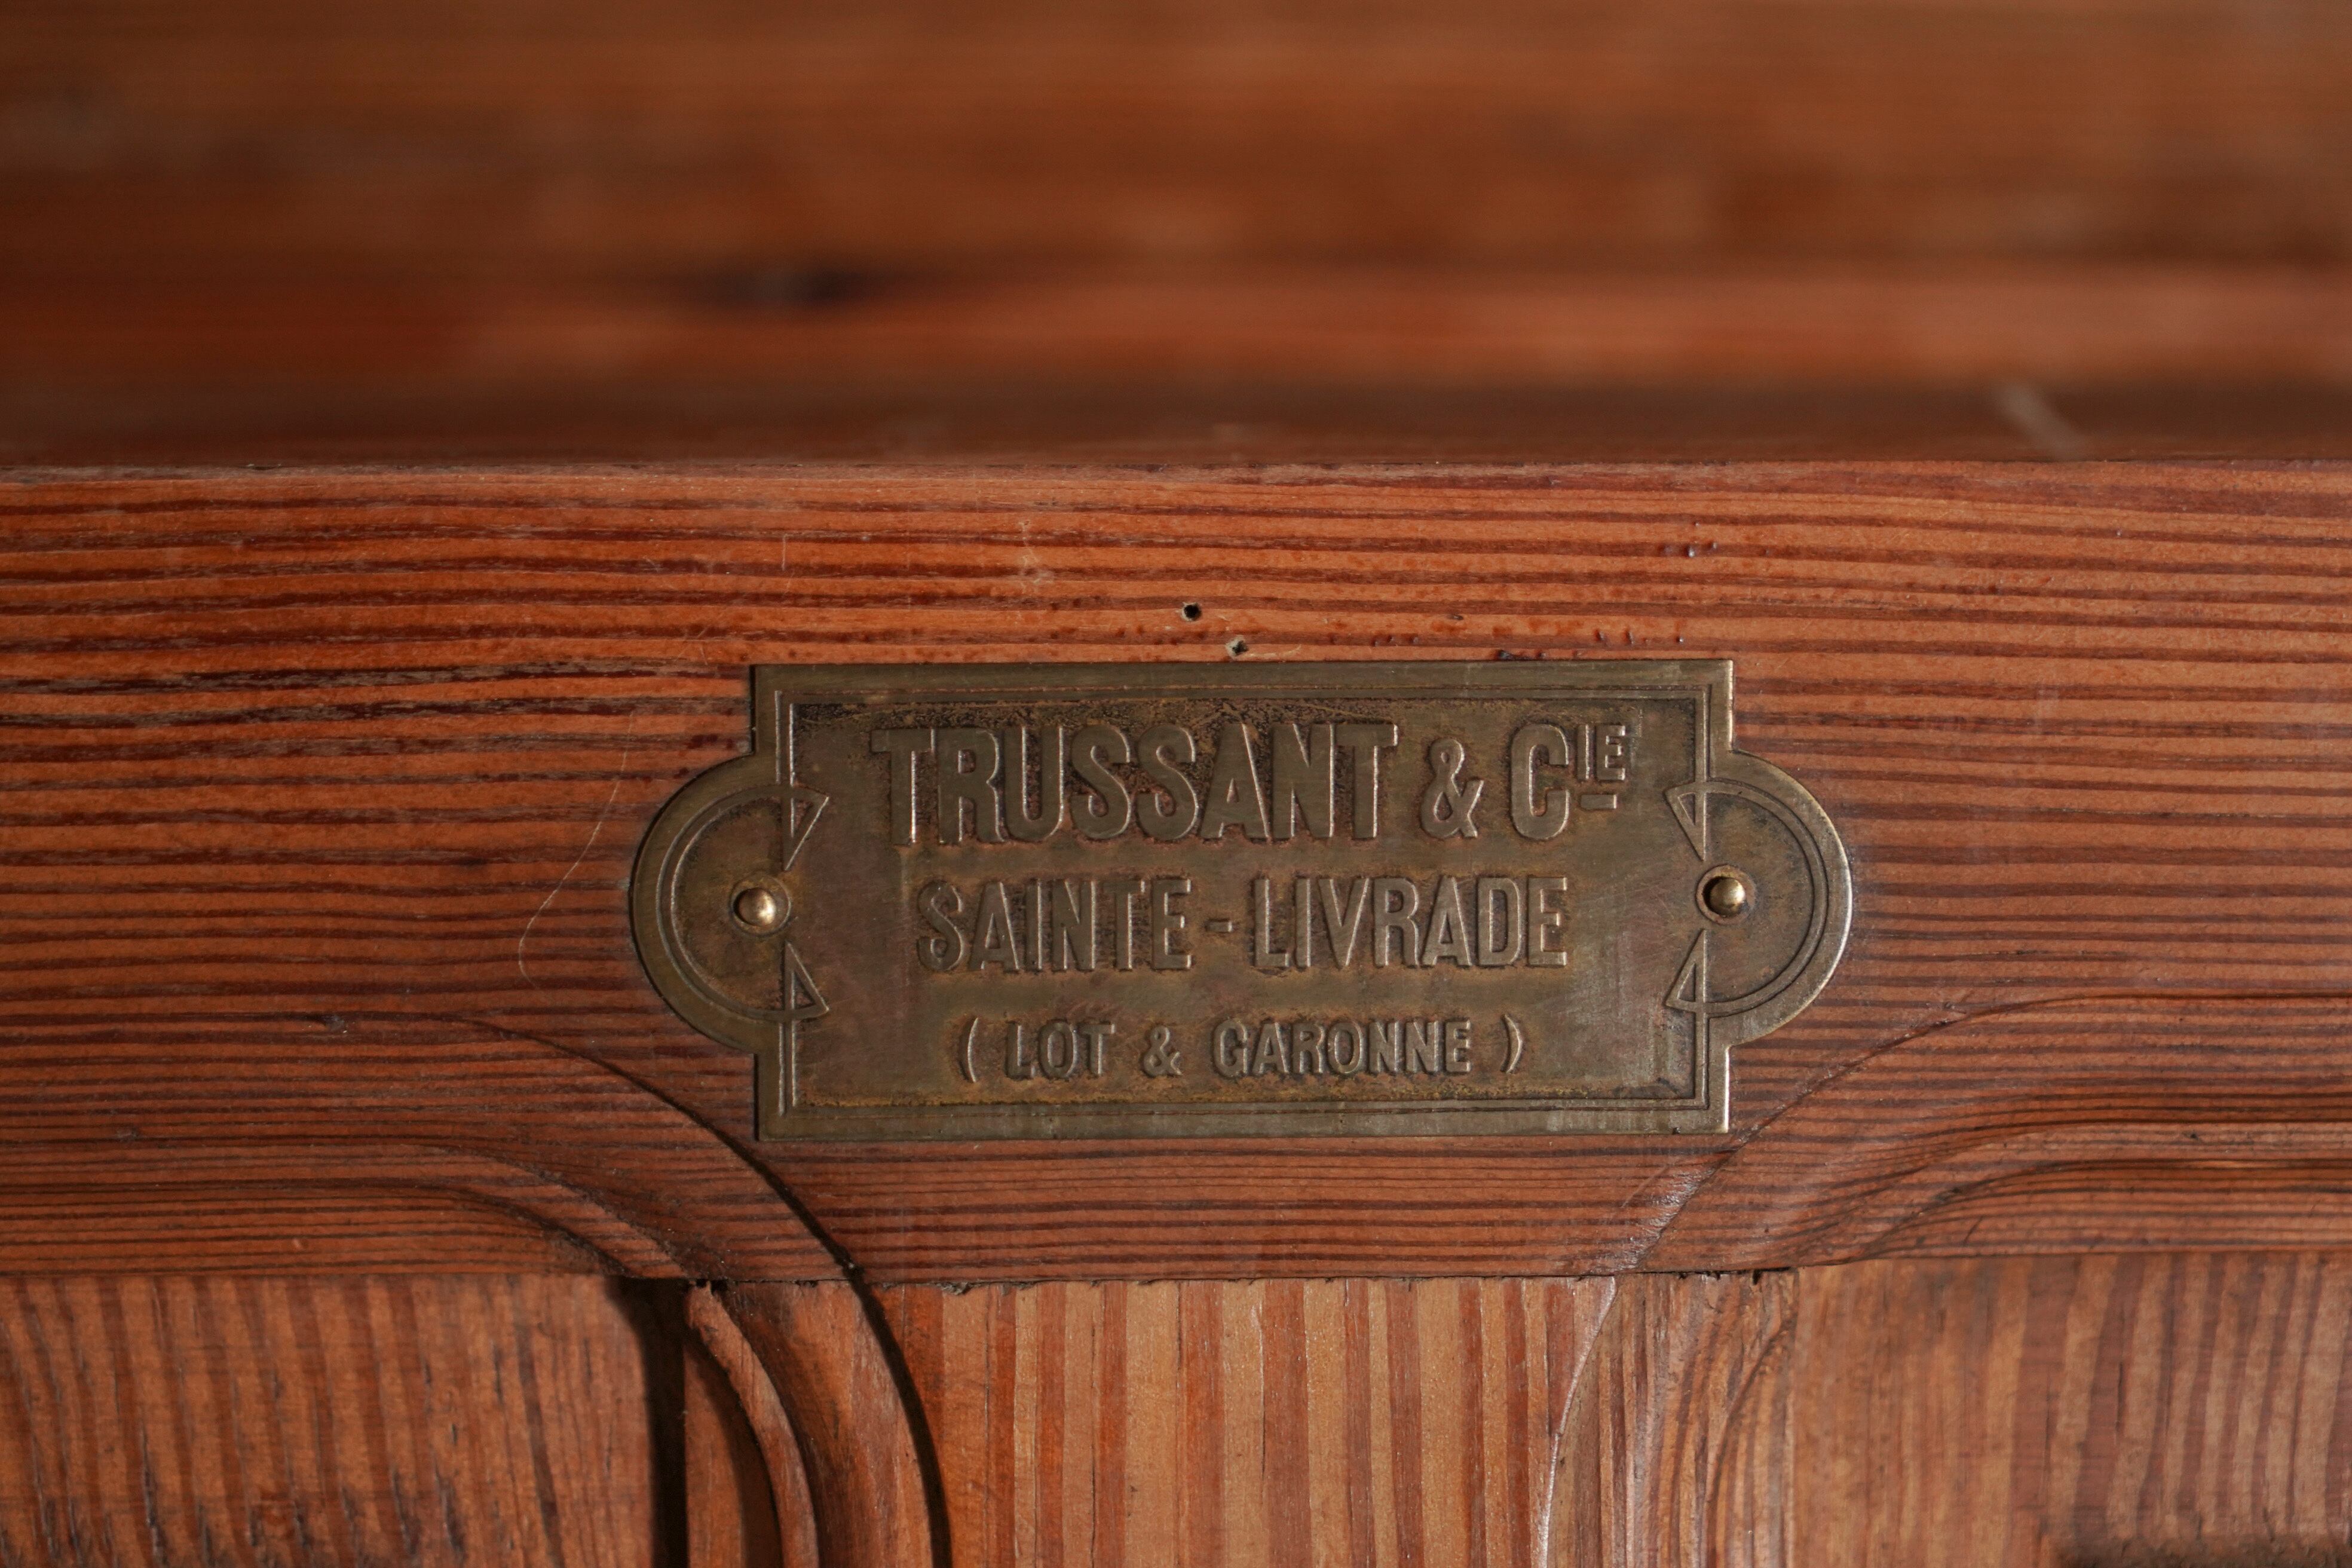 TRUSSANT & CIE
SAINTE-LIVRADE
( LOT & GARONNE )